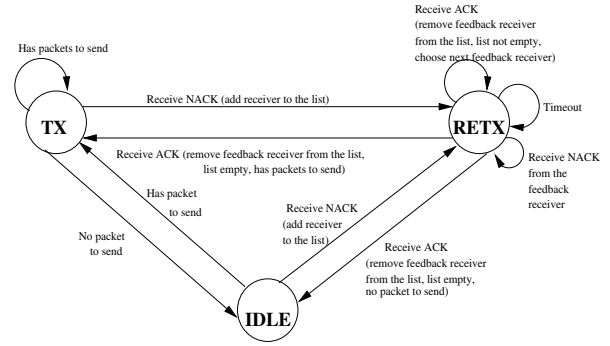 Receive ACK
(remove feedback receiver
from the list, list not empty,
choose next feedback receiver)
Has packets to send
Receive NACK (add receiver to the list)
Timeout
TX
RETX
Receive ACK (remove feedback receiver from the list,
list empty, has packets to send)
Receive NACK
from the
feedback
receiver
Has packet
to send
Receive NACK
(add receiver
to the list)
No packet
to send
Receive ACK
(remove feedback receiver
from the list, list empty,
no packet to send)
IDLE